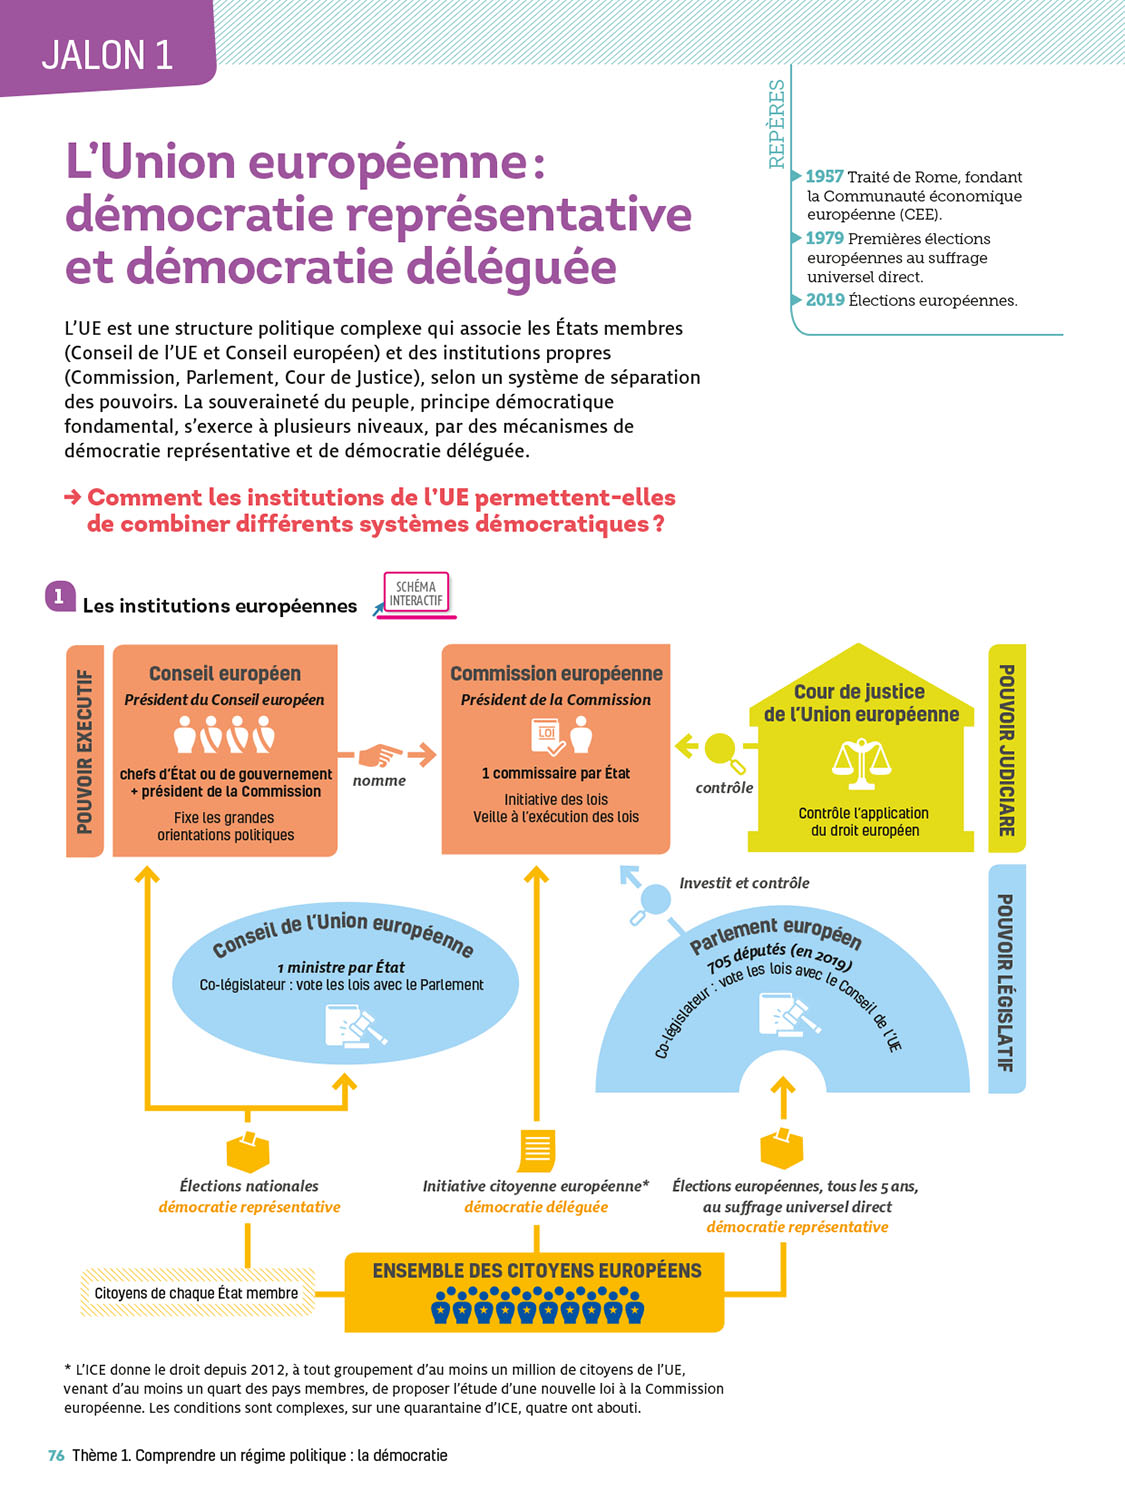 JALON 1
REPÈRES
1957 Traité de Rome, fondant
la Communauté économique
européenne (CEE).
1979 Premières élections
européennes au suffrage
universel direct.
2019 Élections européennes.
L’Union européenne :
démocratie représentative
et démocratie déléguée
L’UE est une structure politique complexe qui associe les États membres
(Conseil de l’UE et Conseil européen) et des institutions propres
(Commission, Parlement, Cour de Justice), selon un système de séparation
des pouvoirs. La souveraineté du peuple, principe démocratique
fondamental, s’exerce à plusieurs niveaux, par des mécanismes de
démocratie représentative et de démocratie déléguée.
→ Comment les institutions de l’UE permettent-elles
de combiner différents systèmes démocratiques ?
1 Les institutions européennes
SCHÉMA
INTERACTIF
POUVOIR EXECUTIF
Conseil européen
Président du Conseil européen
chefs d’État ou de gouvernement
+ président de la Commission
Fixe les grandes
orientations politiques
nomme
Commission européenne
Président de la Commission
LOI
1 commissaire par État
Initiative des lois
Veille à l’exécution des lois
contrôle
Cour de justice
de l’Union européenne
Contrôle l’application
du droit européen
POUVOIR JUDICIARE
Conseil de l’Union européenne
1 ministre par État
Co-législateur : vote les lois avec le Parlement
Investit et contrôle
Parlement européen
705 députés (en 2019)
Co-législateur : vote les lois avec le Conseil de l’UE
POUVOIR LÉGISLATIF
Élections nationales
démocratie représentative
Initiative citoyenne européenne*
démocratie déléguée
Élections européennes, tous les 5 ans,
au suffrage universel direct
démocratie représentative
Citoyens de chaque État membre
ENSEMBLE DES CITOYENS EUROPÉENS
* L’ICE donne le droit depuis 2012, à tout groupement d’au moins un million de citoyens de l’UE,
venant d’au moins un quart des pays membres, de proposer l’étude d’une nouvelle loi à la Commission
européenne. Les conditions sont complexes, sur une quarantaine d’ICE, quatre ont abouti.
76 Thème 1. Comprendre un régime politique : la démocratie